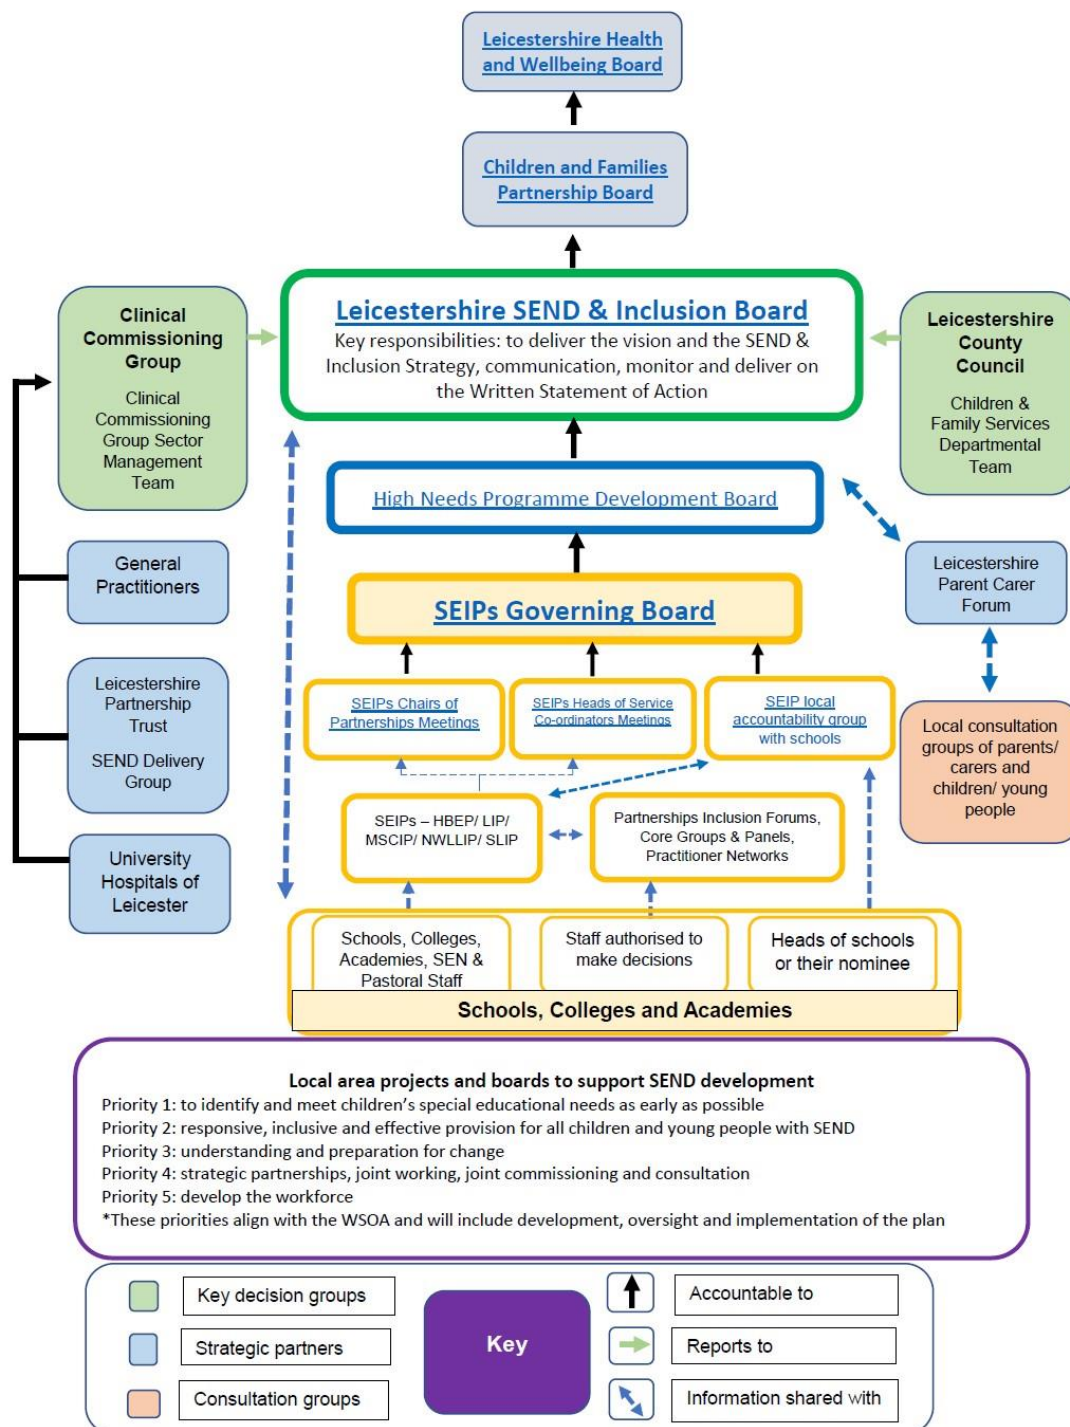 Leicestershire Health
and Wellbeing Board
Children and Families
Partnership Board
Clinical
Commissioning
Group
Clinical
Commissioning
Group Sector
Management
Team
Leicestershire SEND & Inclusion Board
Key responsibilities: to deliver the vision and the SEND &
Inclusion Strategy, communication, monitor and deliver on
the Written Statement of Action
Leicestershire
County
Council
Children &
Family Services
Departmental
Team
High Needs Programme Development Board
General
Practitioners
SEIPs Governing Board
Leicestershire
Parent Carer
Forum
Leicestershire
Partnership
Trust
SEND Delivery
Group
SEIPs Chairs of
Partnerships Meetings
SEIPs Heads of Service
Co-ordinators Meetings
SEIP local
accountability group
with schools
Local consultation
groups of parents/
carers and
children/ young
people
SEIPs – HBEP/ LIP/
MSCIP/ NWLLIP/ SLIP
Partnerships Inclusion Forums,
Core Groups & Panels,
Practitioner Networks
University
Hospitals of
Leicester
Schools, Colleges,
Academies, SEN &
Pastoral Staff
Staff authorised to
make decisions
Heads of schools
or their nominee
Schools, Colleges and Academies
Local area projects and boards to support SEND development
Priority 1: to identify and meet children’s special educational needs as early as possible
Priority 2: responsive, inclusive and effective provision for all children and young people with SEND
Priority 3: understanding and preparation for change
Priority 4: strategic partnerships, joint working, joint commissioning and consultation
Priority 5: develop the workforce
*These priorities align with the WSOA and will include development, oversight and implementation of the plan
Key decision groups
Strategic partners
Consultation groups
Key
Accountable to
Reports to
Information shared with